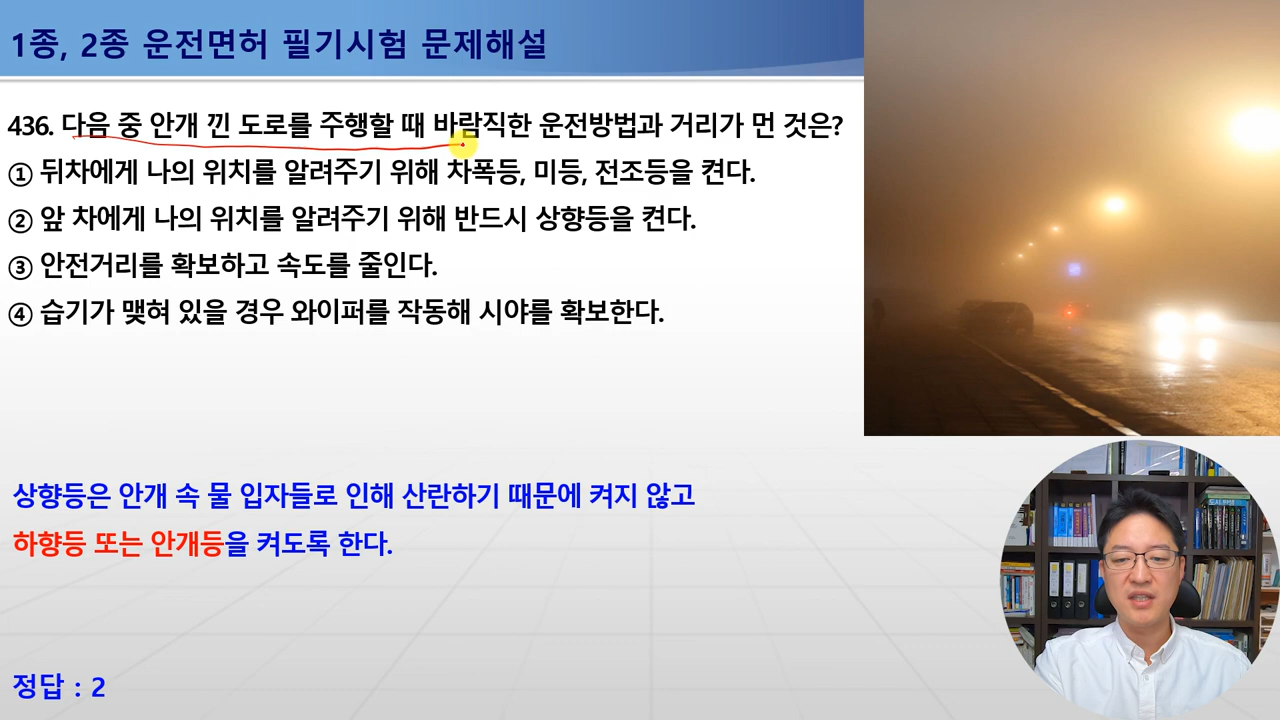 1종, 2종 운전면허 필기시험 문제해설
436. 다음 중 안개 낀 도로를 주행할 때 바람직한 운전방법과 거리가 먼 것은?
① 뒤차에게 나의 위치를 알려주기 위해 차폭등, 미등, 전조등을 켠다.
② 앞 차에게 나의 위치를 알려주기 위해 반드시 상향등을 켠다.
③ 안전거리를 확보하고 속도를 줄인다.
④ 습기가 맺혀 있을 경우 와이퍼를 작동해 시야를 확보한다.
상향등은 안개 속 물 입자들로 인해 산란하기 때문에 켜지 않고
하향등 또는 안개등을 켜도록 한다.
정답 : 2